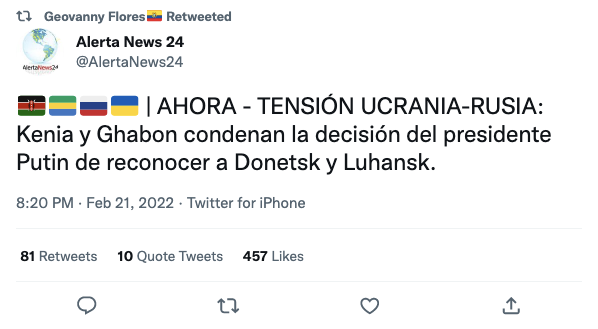 Geovanny Flores🇪🇨 Retweeted
Alerta News 24
@AlertaNews24
AlertaNews24
🇰🇪🇬🇦🇷🇺🇺🇦 | AHORA - TENSIÓN UCRANIA-RUSIA:
Kenia y Ghabon condenan la decisión del presidente
Putin de reconocer a Donetsk y Luhansk.
8:20 PM · Feb 21, 2022 · Twitter for iPhone
81 Retweets 10 Quote Tweets 457 Likes